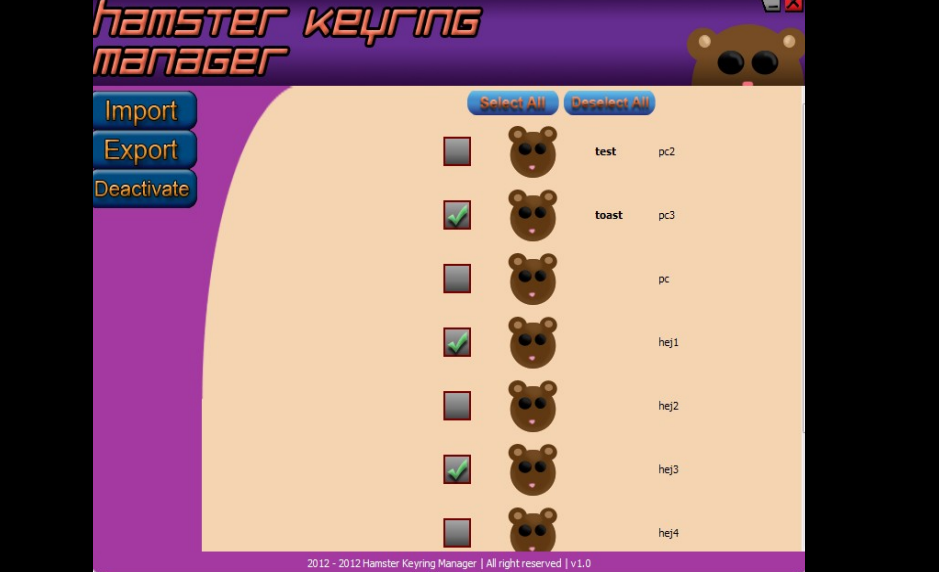 Hamster Keyring
Manager
Import
Export
Deactivate
Select All Deselect All
test pc2
toast pc3
pc
hej1
hej2
hej3
hej4
2012 - 2012 Hamster Keyring Manager | All right reserved | v1.0